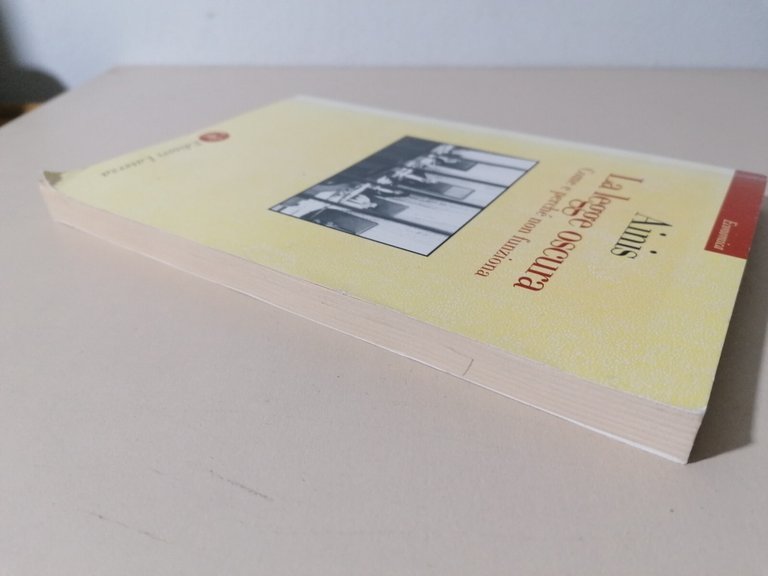 Economica
Ainis
La legge oscura
Come e perché non funziona
Editori Laterza